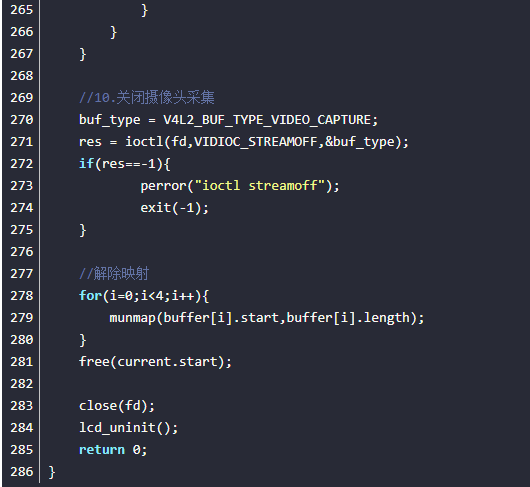 265             }
266         }
267     }
268
269     //10.关闭摄像头采集
270     buf_type = V4L2_BUF_TYPE_VIDEO_CAPTURE;
271     res = ioctl(fd,VIDIOC_STREAMOFF,&buf_type);
272     if(res==-1){
273             perror("ioctl streamoff");
274             exit(-1);
275     }
276
277     //解除映射
278     for(i=0;i<4;i++){
279         munmap(buffer[i].start,buffer[i].length);
280     }
281     free(current.start);
282
283     close(fd);
284     lcd_uninit();
285     return 0;
286 }